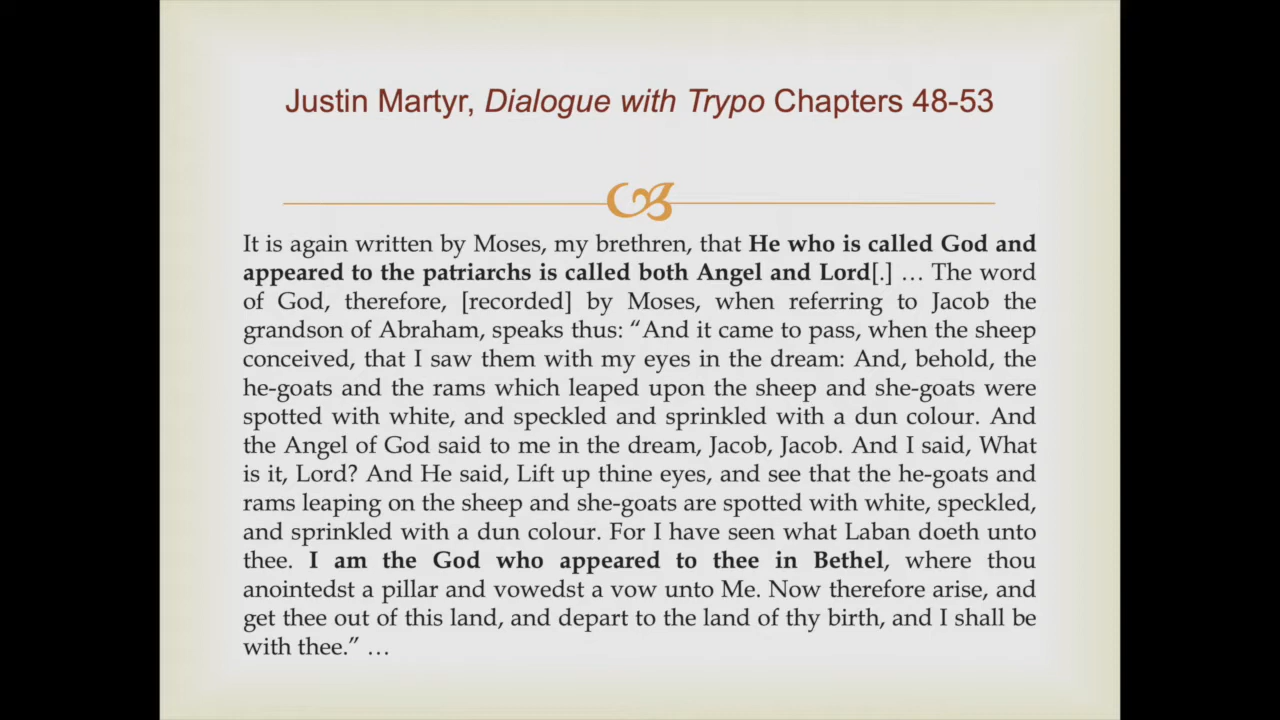 Justin Martyr, Dialogue with Trypo Chapters 48-53
It is again written by Moses, my brethren, that He who is called God and
appeared to the patriarchs is called both Angel and Lord[.] … The word
of God, therefore, [recorded] by Moses, when referring to Jacob the
grandson of Abraham, speaks thus: “And it came to pass, when the sheep
conceived, that I saw them with my eyes in the dream: And, behold, the
he-goats and the rams which leaped upon the sheep and she-goats were
spotted with white, and speckled and sprinkled with a dun colour. And
the Angel of God said to me in the dream, Jacob, Jacob. And I said, What
is it, Lord? And He said, Lift up thine eyes, and see that the he-goats and
rams leaping on the sheep and she-goats are spotted with white, speckled,
and sprinkled with a dun colour. For I have seen what Laban doeth unto
thee. I am the God who appeared to thee in Bethel, where thou
anointedst a pillar and vowedst a vow unto Me. Now therefore arise, and
get thee out of this land, and depart to the land of thy birth, and I shall be
with thee.” …